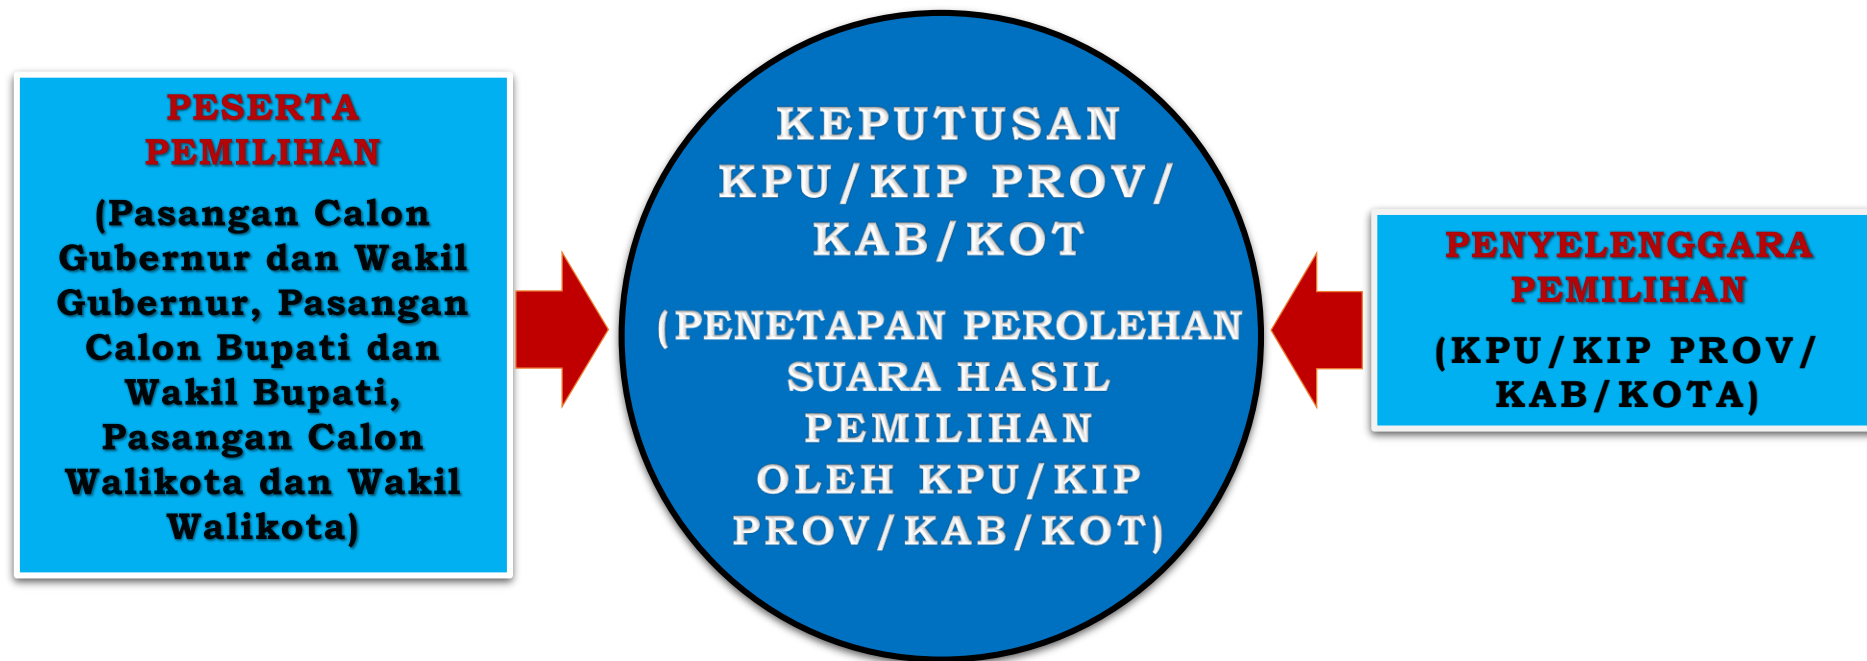 PESERTA
PEMILIHAN
(Pasangan Calon
Gubernur dan Wakil
Gubernur, Pasangan
Calon Bupati dan
Wakil Bupati,
Pasangan Calon
Walikota dan Wakil
Walikota)
KEPUTUSAN
KPU/KIP PROV/
KAB/KOT
(PENETAPAN PEROLEHAN
SUARA HASIL
PEMILIHAN
OLEH KPU/KIP
PROV/KAB/KOT)
PENYELENGGARA
PEMILIHAN
(KPU/KIP PROV/
KAB/KOTA)